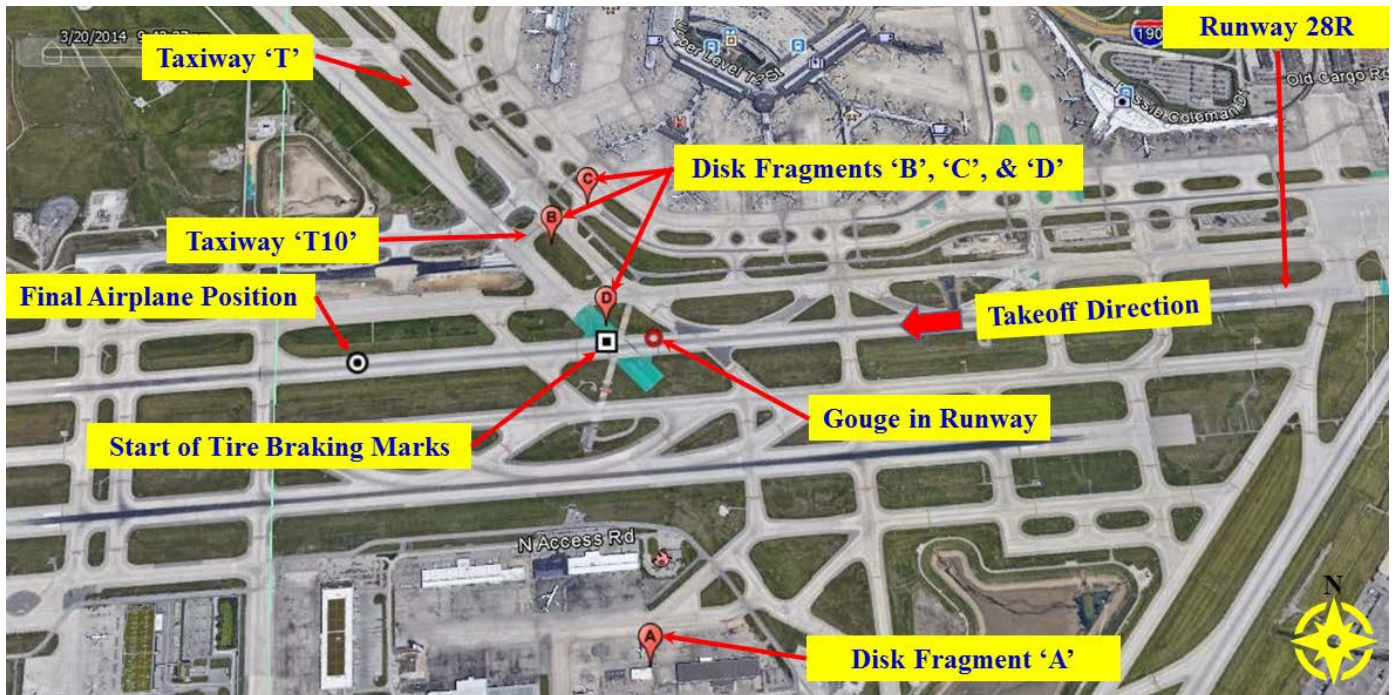 3/20/2014
Runway 28R
190
Taxiway ‘T’
Old Cargo Rd
H
Disk Fragments ‘B’, ‘C’, & ‘D’
C
B
Taxiway ‘T10’
Final Airplane Position
D
Takeoff Direction
Gouge in Runway
Start of Tire Braking Marks
N Access Rd
N
A
Disk Fragment ‘A’